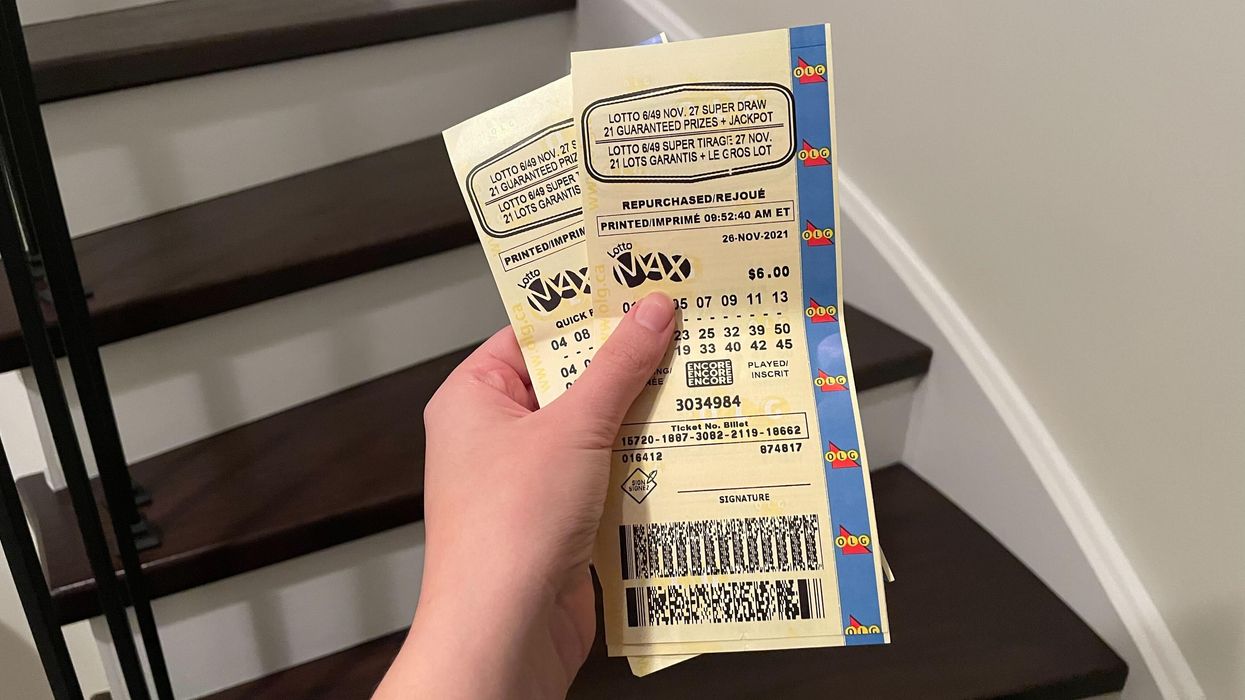 LOTTO 6/49 NOV. 27 SUPER DRAW
21 GUARANTEED PRIZES + JACKPOT
LOTTO 6/49 SUPER TIRAGE 27 NOV.
21 LOTS GARANTIS + LE GROS LOT
REPURCHASED/REJOUÉ
PRINTED/IMPRIMÉ 09:52:40 AM ET
26-NOV-2021
Lotto MAX
$6.00
05 07 09 11 13
23 25 32 39 50
19 33 40 42 45
ENCORE
ENCORE
ENCORE
PLAYED/
INSCRIT
3034984
Ticket No. Billet
15720-1887-3082-2119-18662
016412 874817
SIGN
SIGNEZ
SIGNATURE
OLG
OLG
OLG
OLG
OLG
OLG
OLG
OLG
LOTTO 6/49 NOV. 27
21 GUARANTEED
LOTTO 6/49 SUPER
21 LOTS GARANTIS
PRINTED/IMPRIM
Lotto MAX
QUICK
04 08
04
www.olg.ca